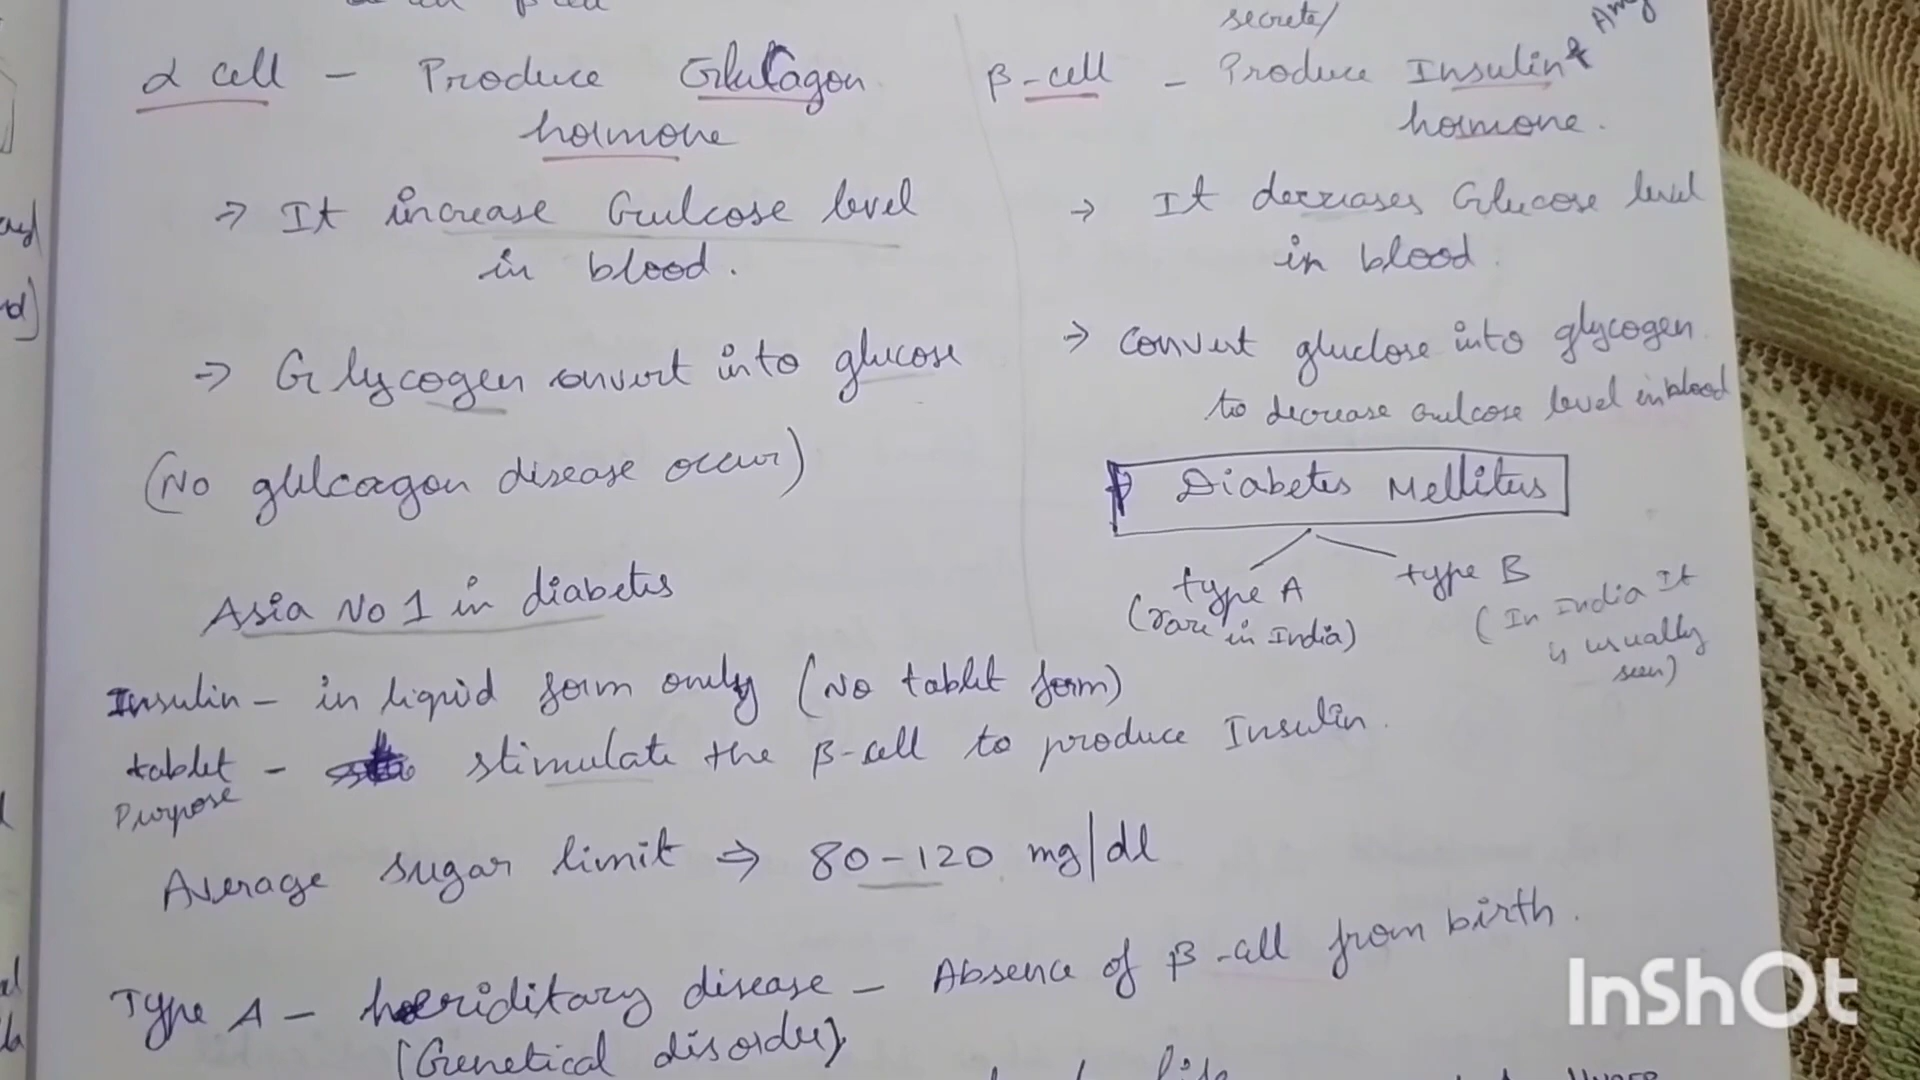 secrete/
α cell - Produce Glucagon
hormone
β-cell - Produce Insulin &
hormone.
→ It increase Gulcose level
in blood.
→ It decreases Glucose level
in blood
→ Glycogen convert into glucose
→ Convert gluclose into glycogen
to decrease Gulcose level in blood
(No glulcagon disease occur)
Diabetes Mellitus
type A
(rare in India)
type B
(In India It
is usually
seen)
Asia No 1 in diabetes
Insulin - in liquid form only (No tablet form)
tablet - stimulate the β-cell to produce Insulin.
Purpose
Average sugar limit ⇒ 80-120 mg/dl
Type A - heriditary disease - Absence of β-cell from birth.
(Genetical disorder)
InShOt